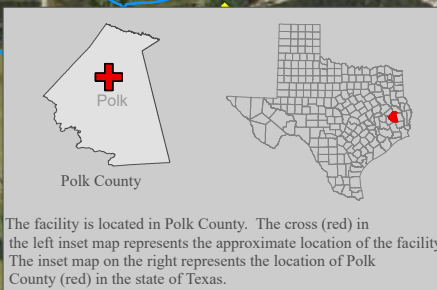 Polk
Polk County
The facility is located in Polk County.  The cross (red) in
the left inset map represents the approximate location of the facility
The inset map on the right represents the location of Polk
County (red) in the state of Texas.